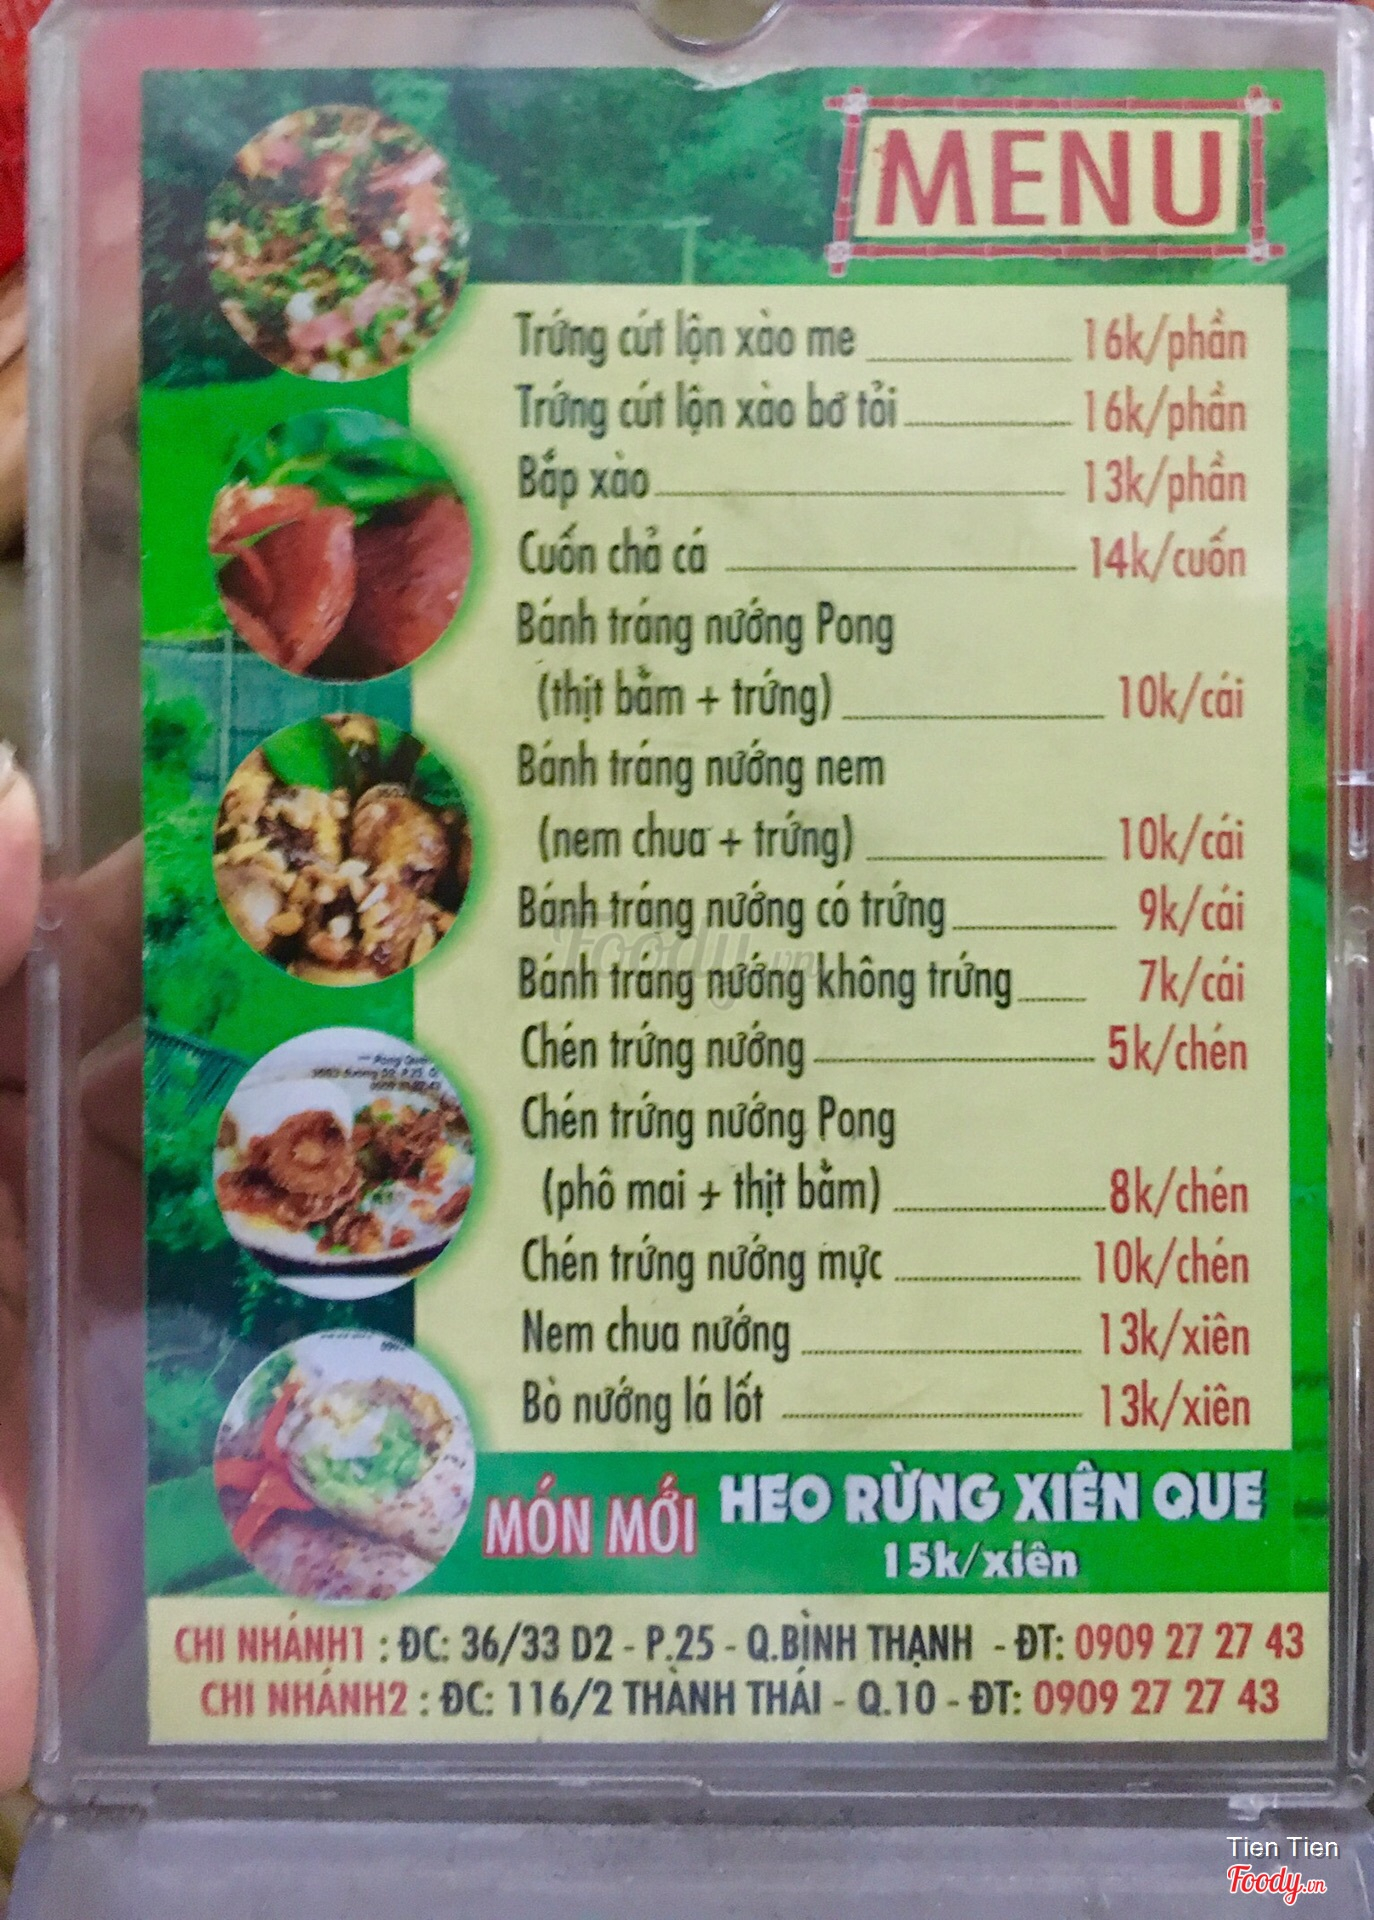 MENU
Trứng cút lộn xào me 16k/phần
Trứng cút lộn xào bơ tỏi 16k/phần
Bắp xào 13k/phần
Cuốn chả cá 14k/cuốn
Bánh tráng nướng Pong
(thịt bằm + trứng) 10k/cái
Bánh tráng nướng nem
(nem chua + trứng) 10k/cái
Bánh tráng nướng có trứng 9k/cái
Bánh tráng nướng không trứng 7k/cái
Chén trứng nướng 5k/chén
Chén trứng nướng Pong
(phô mai + thịt bằm) 8k/chén
Chén trứng nướng mực 10k/chén
Nem chua nướng 13k/xiên
Bò nướng lá lốt 13k/xiên
MÓN MỚI HEO RỪNG XIÊN QUE
15k/xiên
CHI NHÁNH1 : ĐC: 36/33 D2 - P.25 - Q.BÌNH THẠNH - ĐT: 0909 27 27 43
CHI NHÁNH2 : ĐC: 116/2 THÀNH THÁI - Q.10 - ĐT: 0909 27 27 43
Foody.vn
Tien Tien
Foody.vn